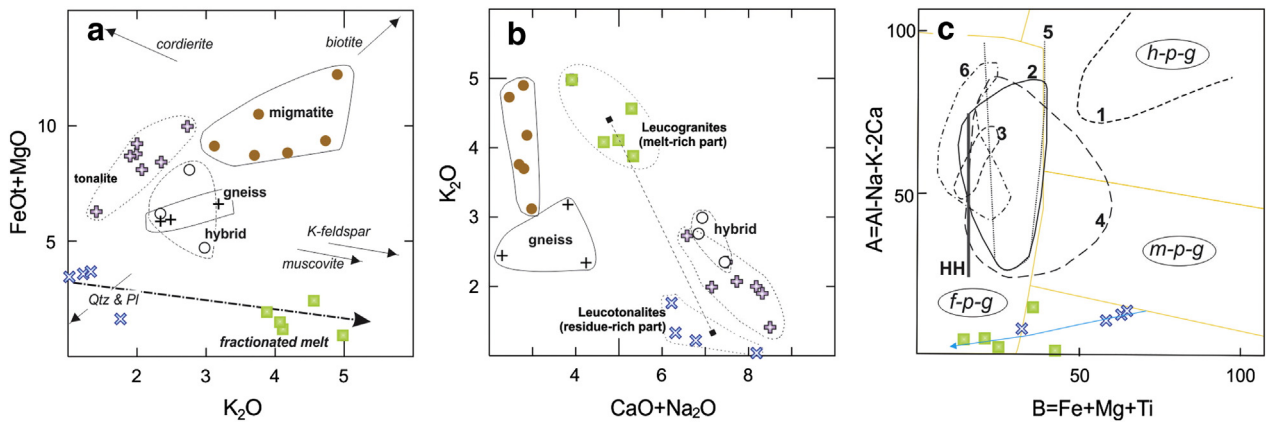 a
cordierite
biotite
migmatite
tonalite
gneiss
hybrid
K-feldspar
muscovite
Qtz & Pl
fractionated melt
10
5
FeOt+MgO
2
3
4
5
K₂O
b
Leucogranites
(melt-rich part)
gneiss
hybrid
Leucotonalites
(residue-rich part)
5
4
3
2
K₂O
4
6
8
CaO+Na₂O
c
h-p-g
5
6
2
1
3
4
HH
m-p-g
f-p-g
100
50
A=Al-Na-K-2Ca
50
100
B=Fe+Mg+Ti